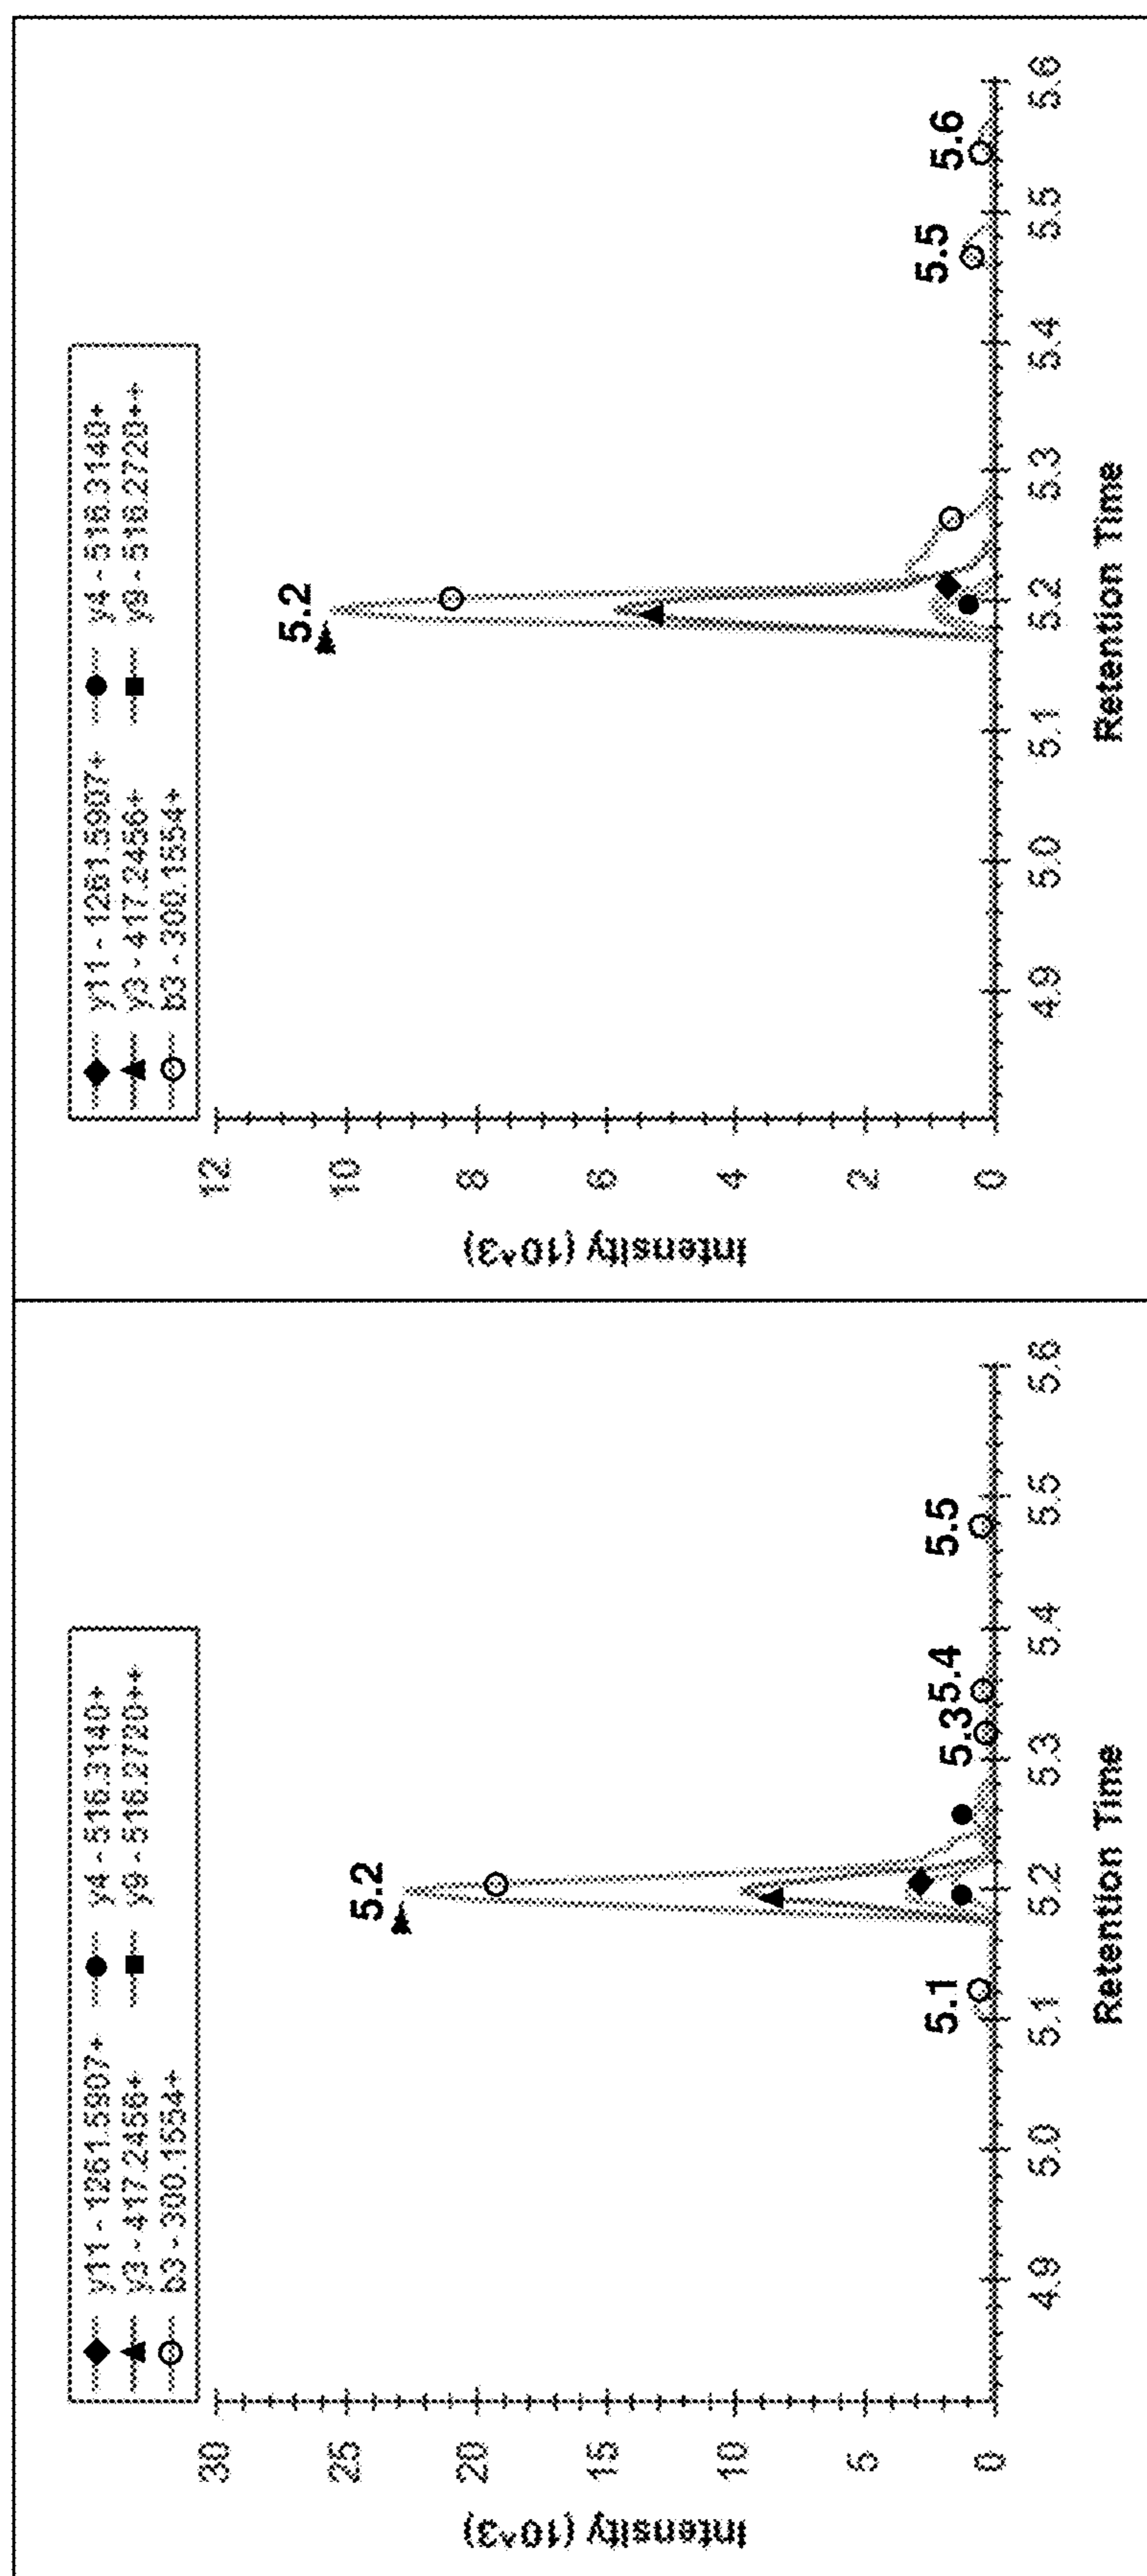 y11 - 1261.5907+ y4 - 516.3140+
y3 - 417.2456+ y9 - 516.2720++
b3 - 300.1554+
Intensity (10^3)
30
25
20
15
10
5
0
5.2
5.1
5.3
5.4
5.5
4.9 5.0 5.1 5.2 5.3 5.4 5.5 5.6
Retention Time
y11 - 1261.5907+ y4 - 516.3140+
y3 - 417.2456+ y9 - 516.2720++
b3 - 300.1554+
Intensity (10^3)
12
10
8
6
4
2
0
5.2
5.5
5.6
4.9 5.0 5.1 5.2 5.3 5.4 5.5 5.6
Retention Time